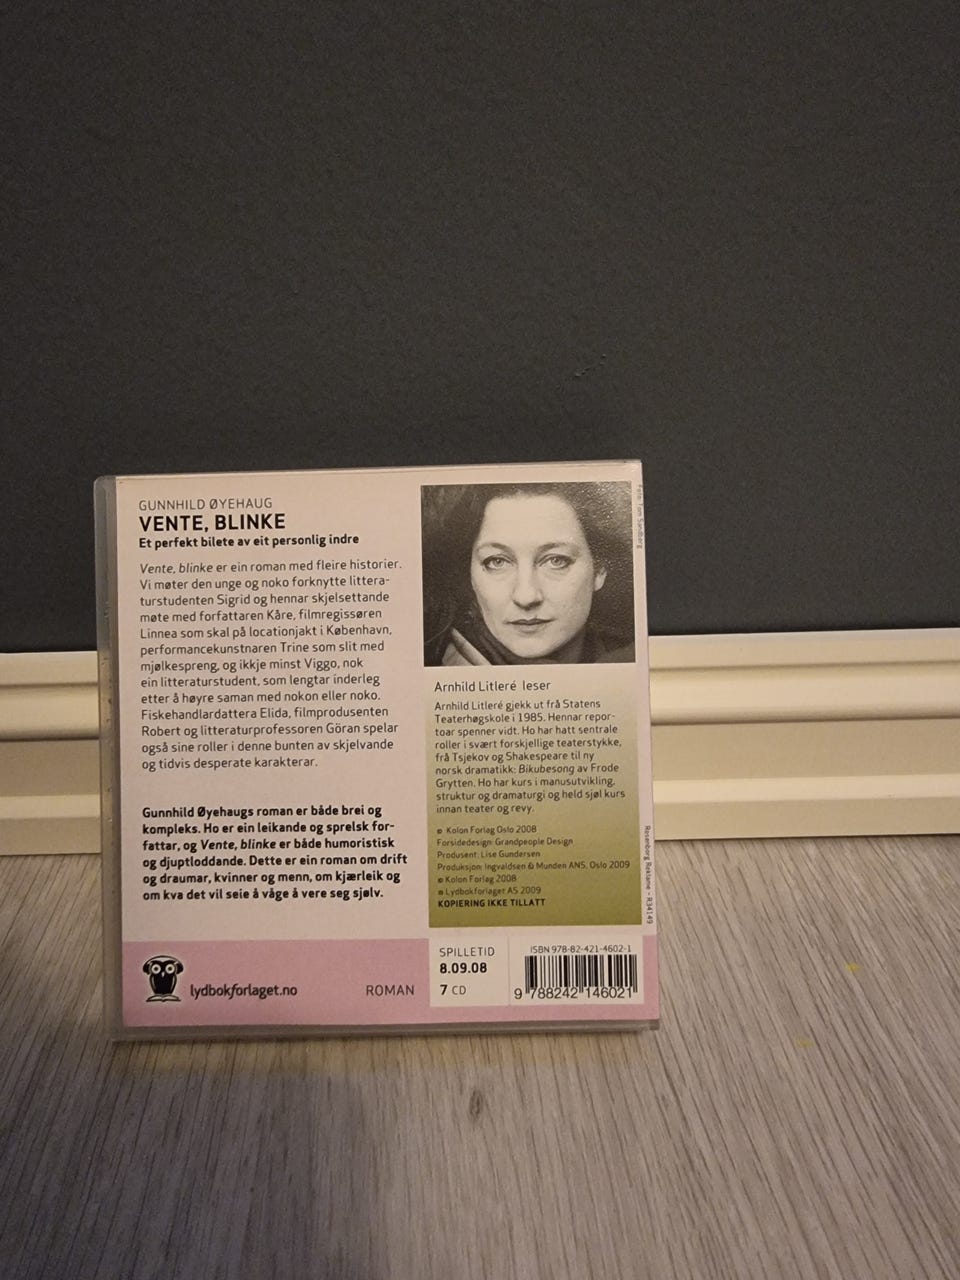 GUNNHILD ØYEHAUG
VENTE, BLINKE
Et perfekt bilete av eit personlig indre
Vente, blinke er ein roman med fleire historier.
Vi møter den unge og noko forknytte littera-
turstudenten Sigrid og hennar skjelsettande
møte med forfattaren Kåre, filmregissøren
Linnea som skal på locationjakt i København,
performancekunstnaren Trine som slit med
mjølkespreng, og ikkje minst Viggo, nok
ein litteraturstudent, som lengtar inderleg
etter å høyre saman med nokon eller noko.
Fiskehandlardattera Elida, filmprodusenten
Robert og litteraturprofessoren Göran spelar
også sine roller i denne bunten av skjelvande
og tidvis desperate karakterar.
Gunnhild Øyehaugs roman er både brei og
kompleks. Ho er ein leikande og sprelsk for-
fattar, og Vente, blinke er både humoristisk
og djuptloddande. Dette er ein roman om drift
og draumar, kvinner og menn, om kjærleik og
om kva det vil seie å våge å vere seg sjølv.
lydbokforlaget.no
ROMAN
Foto: Tom Sandberg
Arnhild Litleré leser
Arnhild Litleré gjekk ut frå Statens
Teaterhøgskole i 1985. Hennar reper-
toar spenner vidt. Ho har hatt sentrale
roller i svært forskjellige teaterstykke,
frå Tsjekov og Shakespeare til ny
norsk dramatikk: Bikubesong av Frode
Grytten. Ho har kurs i manusutvikling,
struktur og dramaturgi og held sjøl kurs
innan teater og revy.
© Kolon Forlag Oslo 2008
Forsidedesign: Grandpeople Design
Produsent: Lise Gundersen
Produksjon: Ingvaldsen & Munden ANS, Oslo 2009
© Kolon Forlag 2008
℗ Lydbokforlaget AS 2009
KOPIERING IKKE TILLATT
Rosenborg Reklame - R34149
SPILLETID
8.09.08
7 CD
ISBN 978-82-421-4602-1
9 788242 146021